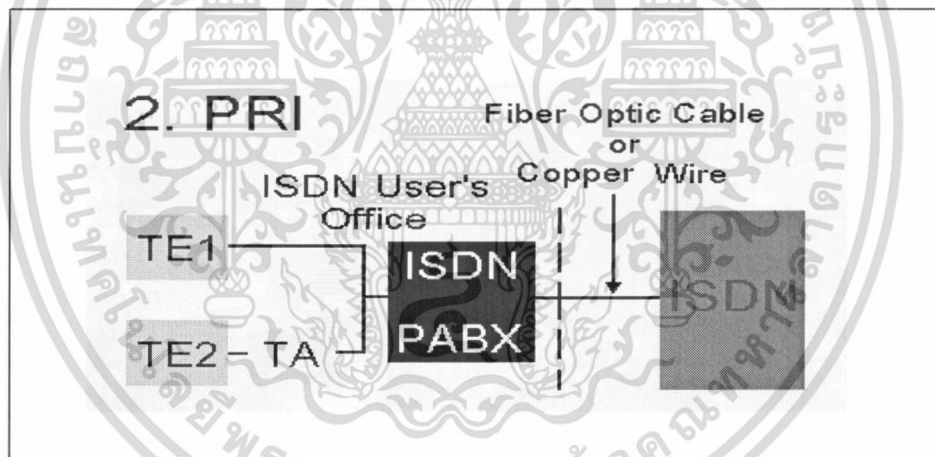 2. PRI
Fiber Optic Cable
or
Copper Wire
ISDN User's
Office
TE1
TE2 – TA
ISDN
PABX
ISDN